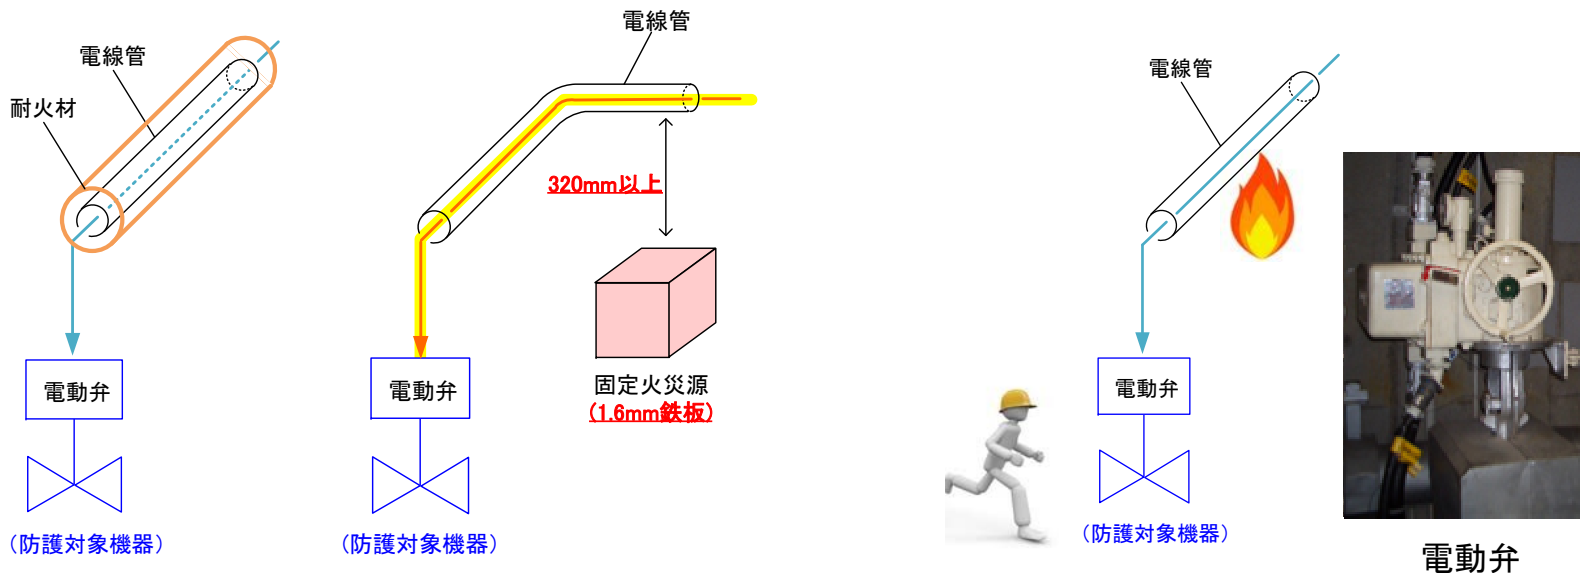 電線管
耐火材
電動弁
(防護対象機器)
電線管
320mm以上
固定火災源
(1.6mm鉄板)
電動弁
(防護対象機器)
電線管
電動弁
(防護対象機器)
電動弁